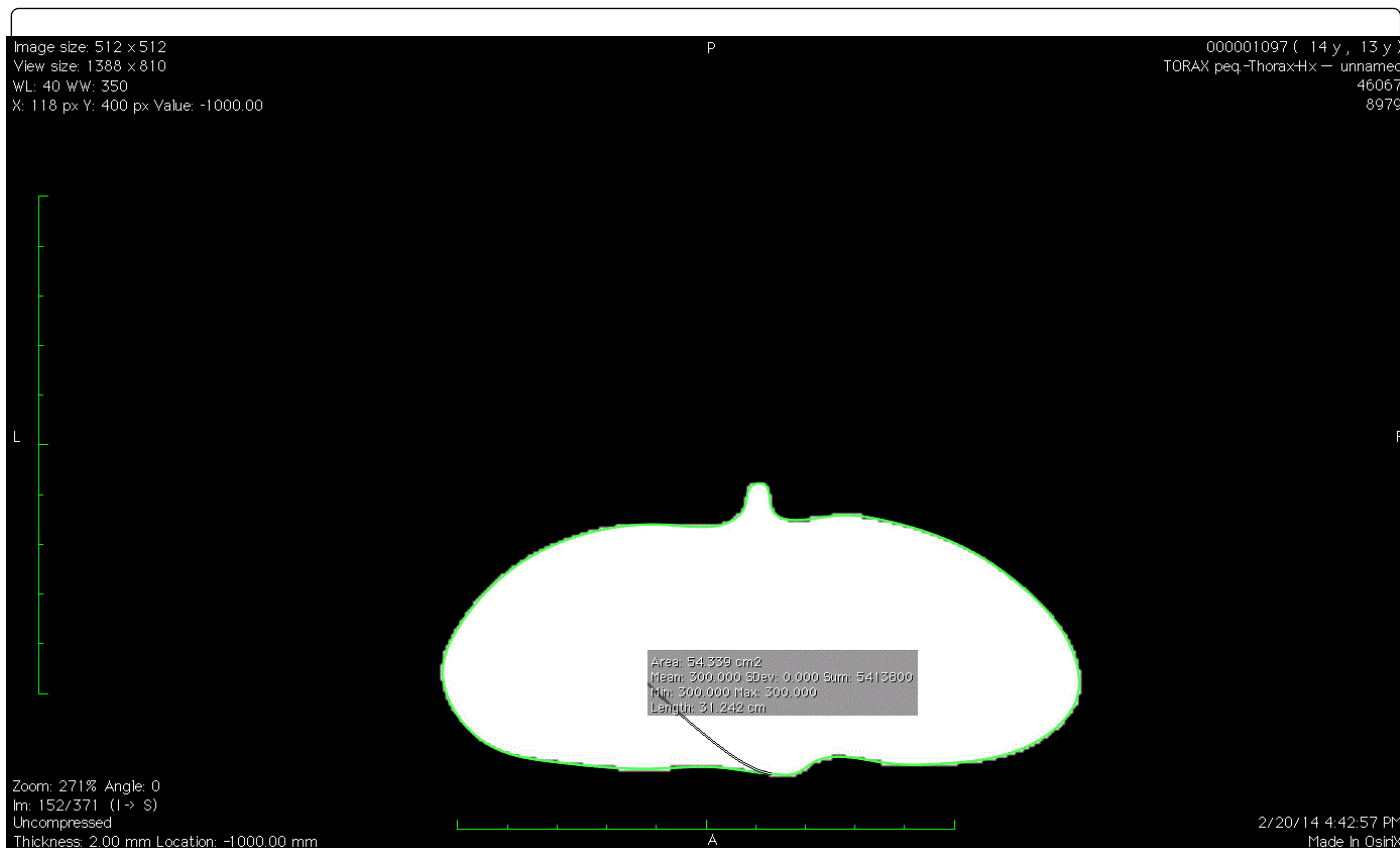 Image size: 512 x 512
View size: 1388 x 810
WL: 40 WW: 350
X: 118 px Y: 400 px Value: -1000.00
P
000001097 ( 14 y , 13 y )
TORAX peq.-Thorax-Hx — unnamed
46067
8979
L
Area: 54.339 cm2
Mean: 300.000 SDev: 0.000 Sum: 5413800
Min: 300.000 Max: 300.000
Length: 31.242 cm
Zoom: 271% Angle: 0
Im: 152/371 (I -> S)
Uncompressed
Thickness: 2.00 mm Location: -1000.00 mm
A
2/20/14 4:42:57 PM
Made In OsiriX